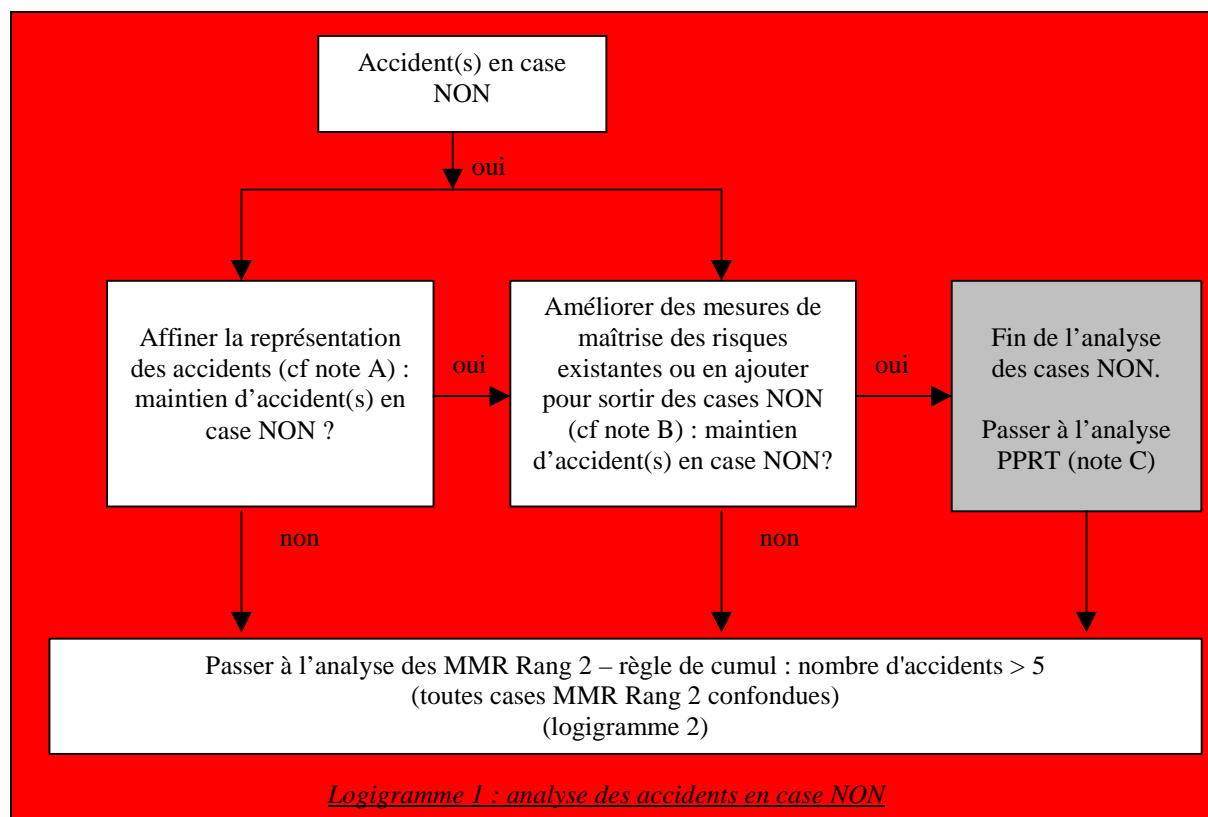 Accident(s) en case
NON
oui
Affiner la représentation
des accidents (cf note A) :
maintien d'accident(s) en
case NON ?
oui
Améliorer des mesures de
maîtrise des risques
existantes ou en ajouter
pour sortir des cases NON
(cf note B) : maintien
d'accident(s) en case NON?
oui
Fin de l'analyse
des cases NON.
Passer à l'analyse
PPRT (note C)
non
non
Passer à l'analyse des MMR Rang 2 – règle de cumul : nombre d'accidents > 5
(toutes cases MMR Rang 2 confondues)
(logigramme 2)
Logigramme 1 : analyse des accidents en case NON